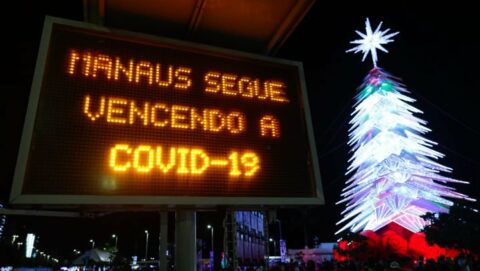 MANAUS SEGUE
VENCENDO A
COVID-19